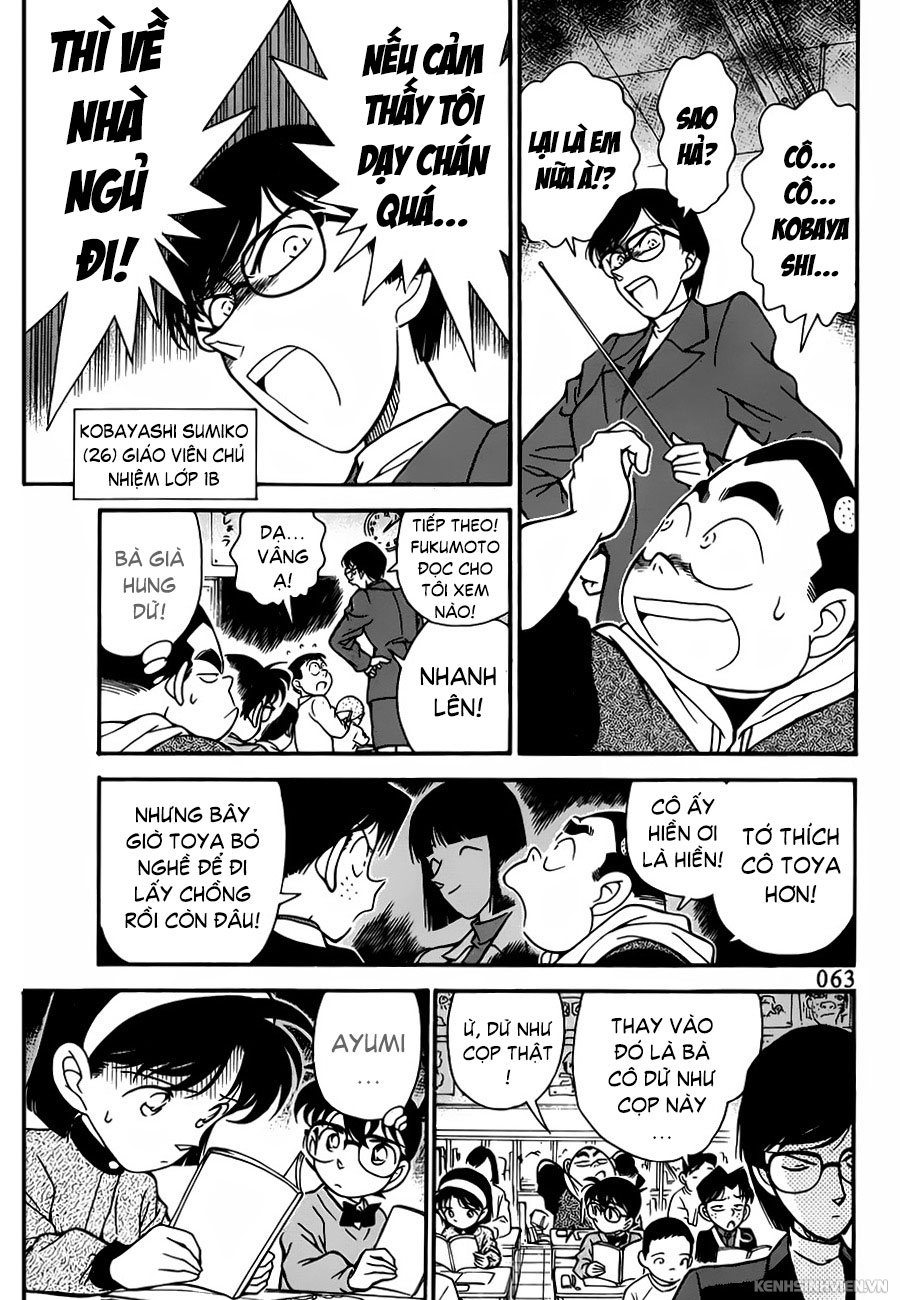 CÔ...
CÔ...
KOBAYA
SHI...
SAO
HẢ?
LẠI LÀ EM
NỮA À!?
NẾU CẢM
THẤY TÔI
DẠY CHÁN
QUÁ...
THÌ VỀ
NHÀ
NGỦ
ĐI!
KOBAYASHI SUMIKO
(26) GIÁO VIÊN CHỦ
NHIỆM LỚP 1B
TIẾP THEO!
FUKUMOTO
ĐỌC CHO
TÔI XEM
NÀO!
NHANH
LÊN!
DẠ...
VÂNG
Ạ!
BÀ GIÀ
HUNG
DỮ!
TỚ THÍCH
CÔ TOYA
HƠN!
CÔ ẤY
HIỀN ƠI
LÀ HIỀN!
NHƯNG BÂY
GIỜ TOYA BỎ
NGHỀ ĐỂ ĐI
LẤY CHỒNG
RỒI CÒN ĐÂU!
063
THAY VÀO
ĐÓ LÀ BÀ
CÔ DỮ NHƯ
CỌP NÀY
...
Ừ, DỮ NHƯ
CỌP THẬT
!
AYUMI
...
KENHSINHVIEN.VN